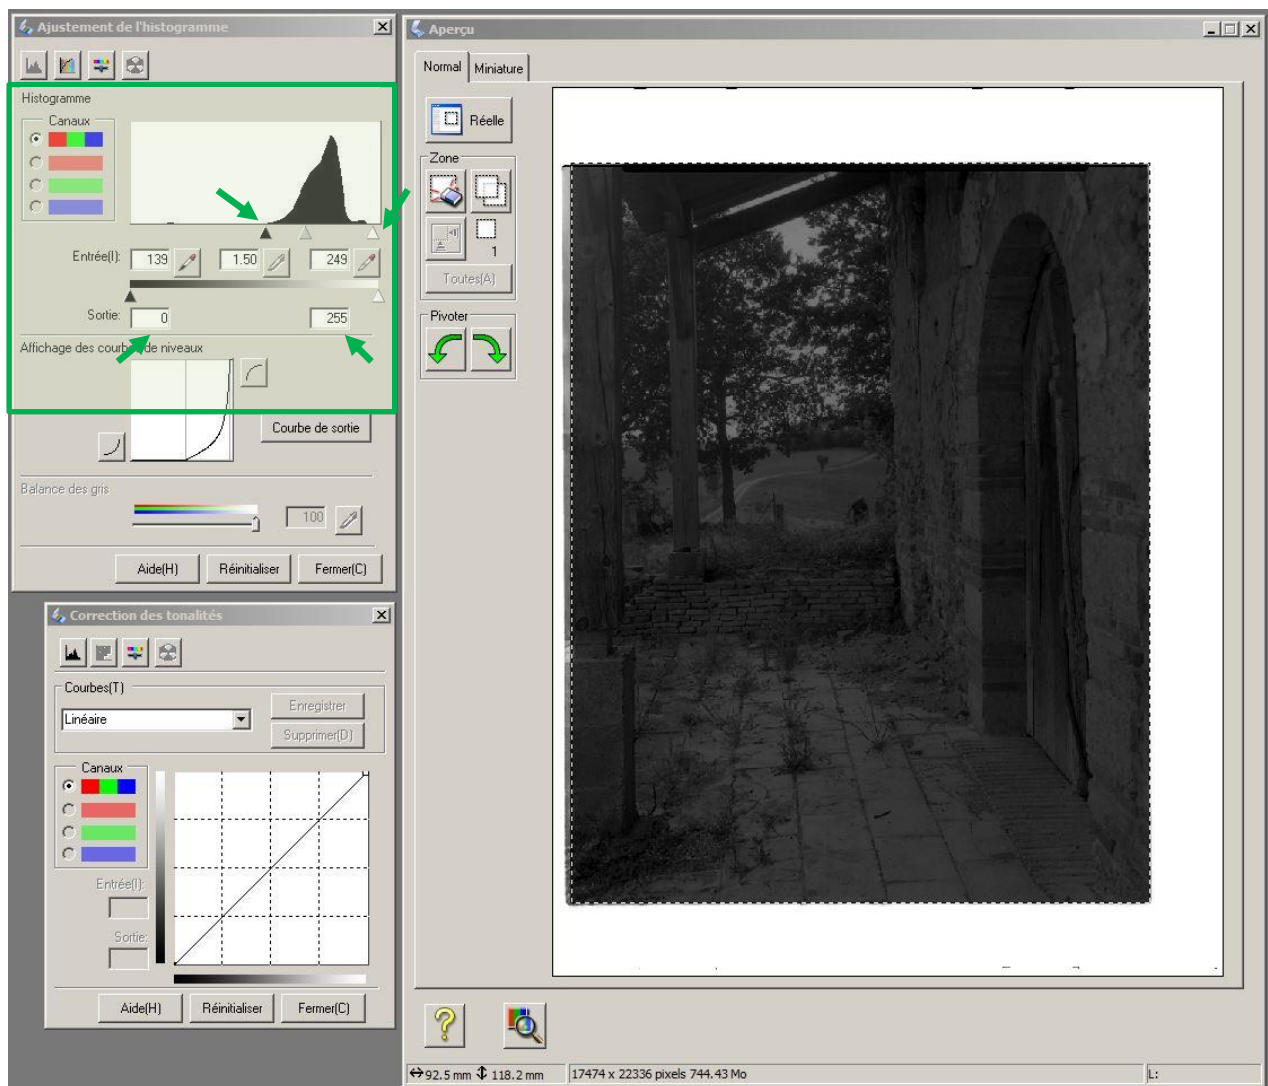 Ajustement de l'histogramme
Histogramme
Canaux
Entrée(I): 139 1.50 249
Sortie: 0 255
Affichage des courbes de niveaux
Courbe de sortie
Balance des gris
100
Aide(H) Réinitialiser Fermer(C)
Correction des tonalités
Courbes(T)
Linéaire
Enregistrer
Supprimer(D)
Canaux
Entrée(I):
Sortie:
Aide(H) Réinitialiser Fermer(C)
Aperçu
Normal Miniature
Réelle
Zone
1
Toutes(A)
Pivoter
92.5 mm 118.2 mm 17474 x 22336 pixels 744.43 Mo L: